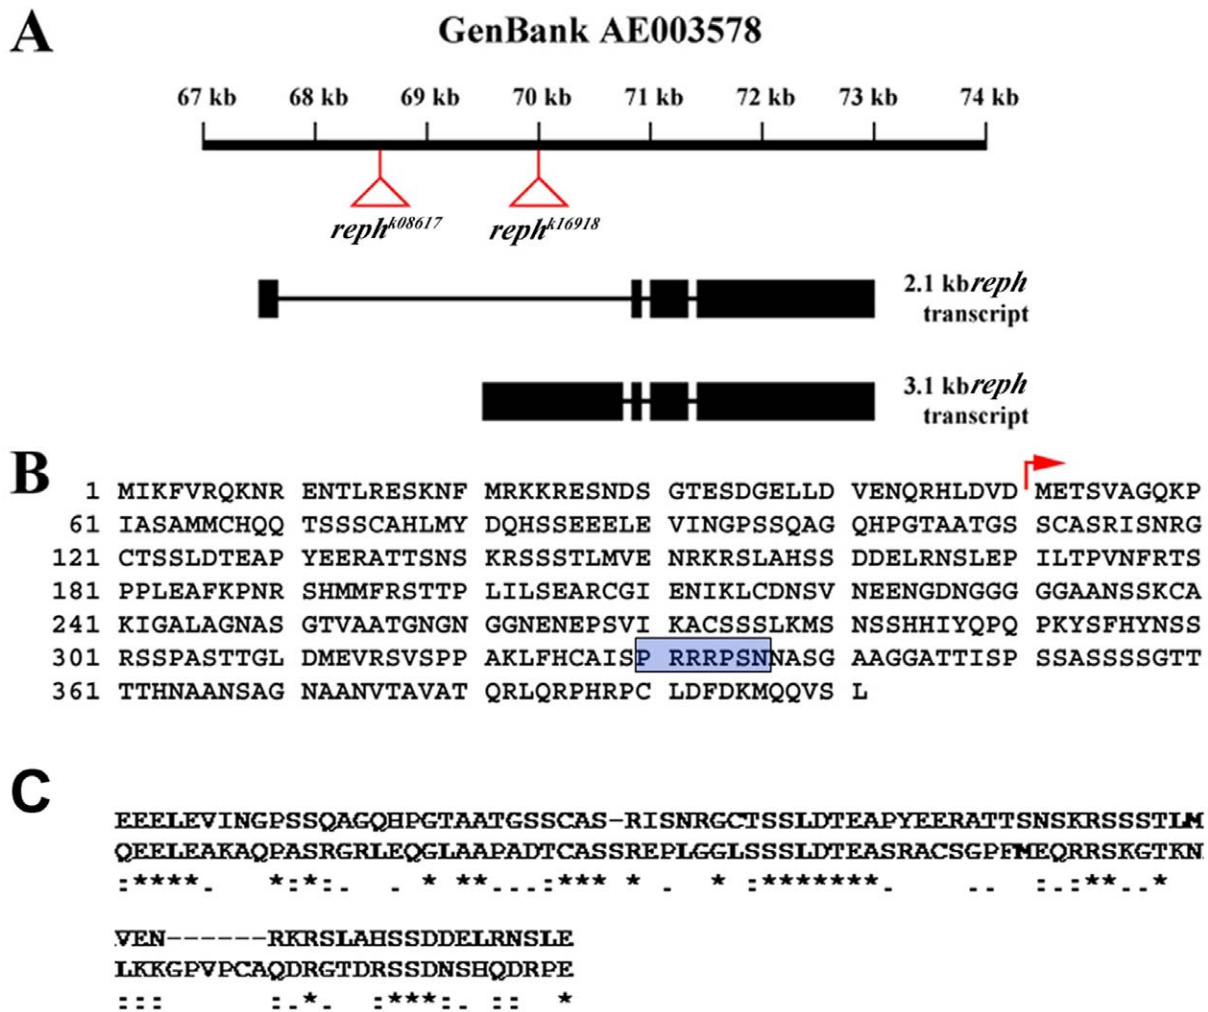 A
GenBank AE003578
67 kb 68 kb 69 kb 70 kb 71 kb 72 kb 73 kb 74 kb
reph^k08617 reph^k16918
2.1 kb reph
transcript
3.1 kb reph
transcript
B
1 MIKFVRQKNR ENTLRESKNF MRKKRESNDS GTESDGELLD VENQRHLDVD METSVAGQKP
61 IASAMMCHQQ TSSSCAHLMY DQHSSEEELE VINGPSSQAG QHPGTAATGS SCASRISNRG
121 CTSSLDTEAP YEERATTSNS KRSSSTLMVE NRKRSLAHSS DDELRNSLEP ILTPVNFRTS
181 PPLEAFKPNR SHMMFRSTTP LILSEARCGI ENIKLCDNSV NEENGDNGGG GGAANSSKCA
241 KIGALAGNAS GTVAATGNGN GGNENEPSVI KACSSSLKMS NSSHHIYQPQ PKYSFHYNSS
301 RSSPASTTGL DMEVRSVSPP AKLFHCAISP RRRPSNNASG AAGGATTISP SSASSSSGTT
361 TTHNAANSAG NAANVTAVAT QRLQRPHRPC LDFDKMQQVS L
C
EEELEVINGPSSQAGQHPGTAATGSSCAS-RISNRGCTSSLDTEAPYEERATTSNSKRSSSTLM
QEELEAKAQPASRGRLEQGLAAPADTCASSREPLGGLSSSLDTEASRACSGPFMEQRRSKGTKN
:****. *:*:. . * **...:*** * . * :*******. .. :.:**..*
VEN------RKRSLAHSSDDELRNSLE
LKKGPVPCAQDRGTDRSSDNSHQDRPE
::: :.*. :***:. :: *